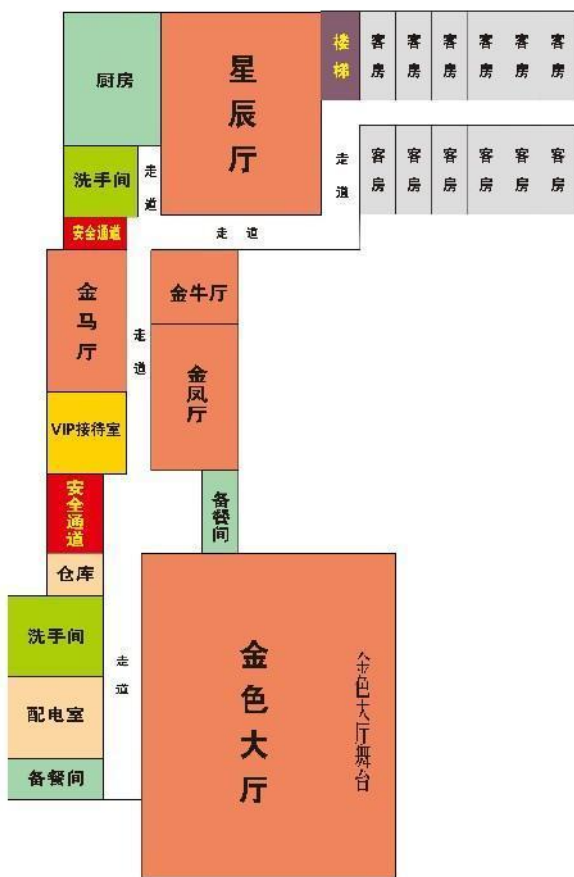 厨房
星辰厅
楼梯
客房
客房
客房
客房
客房
客房
洗手间
走道
走道
客房
客房
客房
客房
客房
客房
安全通道
走道
金马厅
走道
金牛厅
金凤厅
VIP接待室
安全通道
备餐间
仓库
洗手间
走道
金色大厅
金色大厅舞台
配电室
备餐间